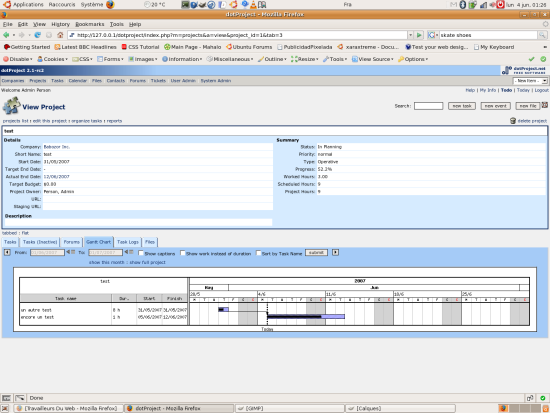 Applications Raccourcis Système 20 °C Fra lun 4 jun, 01:26
dotProject - Mozilla Firefox
File Edit View History Bookmarks Tools Help
http://127.0.0.1/dotproject/index.php?m=projects&a=view&project_id=1&tab=3 skate shoes
Getting Started Latest BBC Headlines CSS Tutorial Main Page - Mahalo Ubuntu Forums PublicidadPixelada xaraxtreme - Docu... Test your web desig... My Keyboard
Disable Cookies CSS Forms Images Information Miscellaneous Outline Resize Tools View Source Options
dotProject 2.1-rc2 dotProject.net
Companies Projects Tasks Calendar Files Contacts Forums Tickets User Admin System Admin - New Item -
Welcome Admin Person Help | My Info | Todo | Today | Logout
View Project Search: new task new event new file
projects list : edit this project : organize tasks : reports delete project
test
Details Summary
Company: Status: In Planning
Short Name: test Priority: normal
Start Date: 31/05/2007 Type: Operative
Target End Date: - Progress: 52.2%
Actual End Date: 12/06/2007 Worked Hours: 3.00
Target Budget: $0.00 Scheduled Hours: 9
Project Owner: Person, Admin Project Hours: 9
URL:
Staging URL:
Description
tabbed : flat
Tasks Tasks (Inactive) Forums Gantt Chart Task Logs Files
From: To: Show captions Show work instead of duration Sort by Task Name submit
show this month : show full project
test 2007
May Jun
28/5 4/6 11/6 18/6 25/6
Task name Dur. Start Finish
un autre test 8 h 31/05/2007 31/05/2007
encore un test 1 h 05/06/2007 12/06/2007
Today
Done
[Travailleurs Du Web - Mozilla Firefox] dotProject - Mozilla Firefox [GIMP] [Calques]